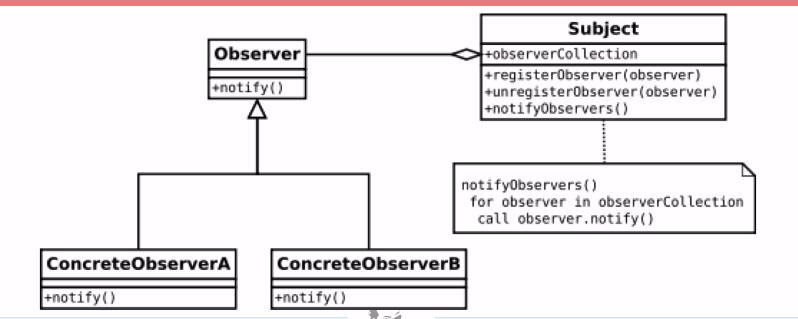 Subject
+observerCollection
+registerObserver(observer)
+unregisterObserver(observer)
+notifyObservers()
Observer
+notify()
notifyObservers()
for observer in observerCollection
call observer.notify()
ConcreteObserverA
+notify()
ConcreteObserverB
+notify()